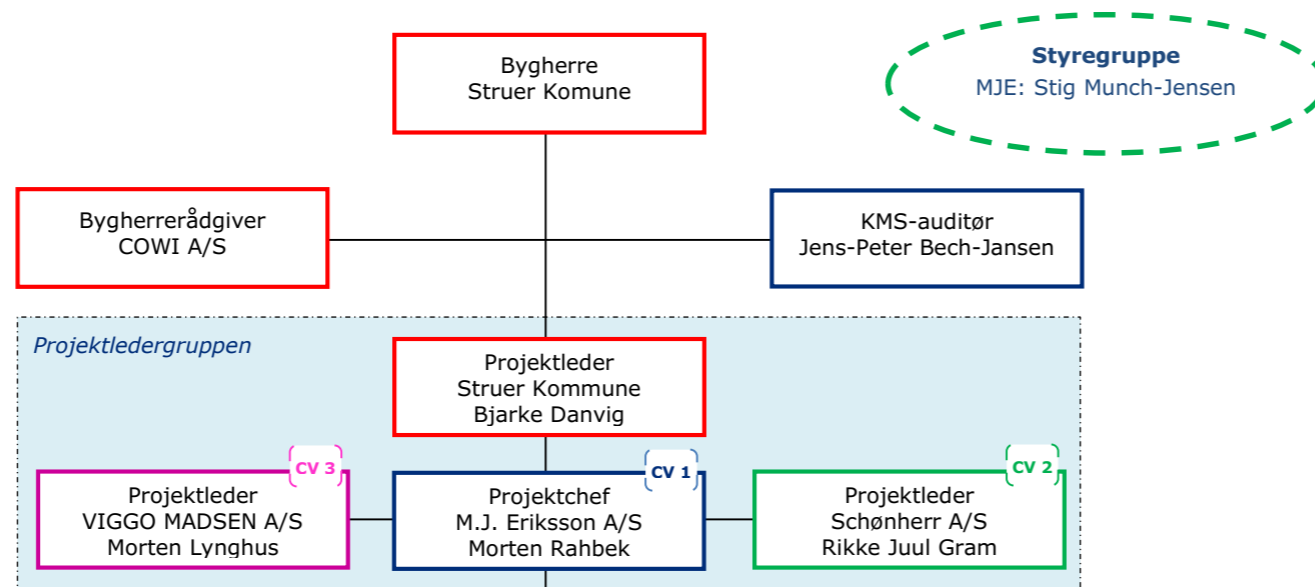 Bygherre
Struer Komune
Styregruppe
MJE: Stig Munch-Jensen
Bygherrerådgiver
COWI A/S
KMS-auditør
Jens-Peter Bech-Jansen
Projektledergruppen
Projektleder
Struer Kommune
Bjarke Danvig
CV 3
Projektleder
VIGGO MADSEN A/S
Morten Lynghus
CV 1
Projektchef
M.J. Eriksson A/S
Morten Rahbek
CV 2
Projektleder
Schønherr A/S
Rikke Juul Gram